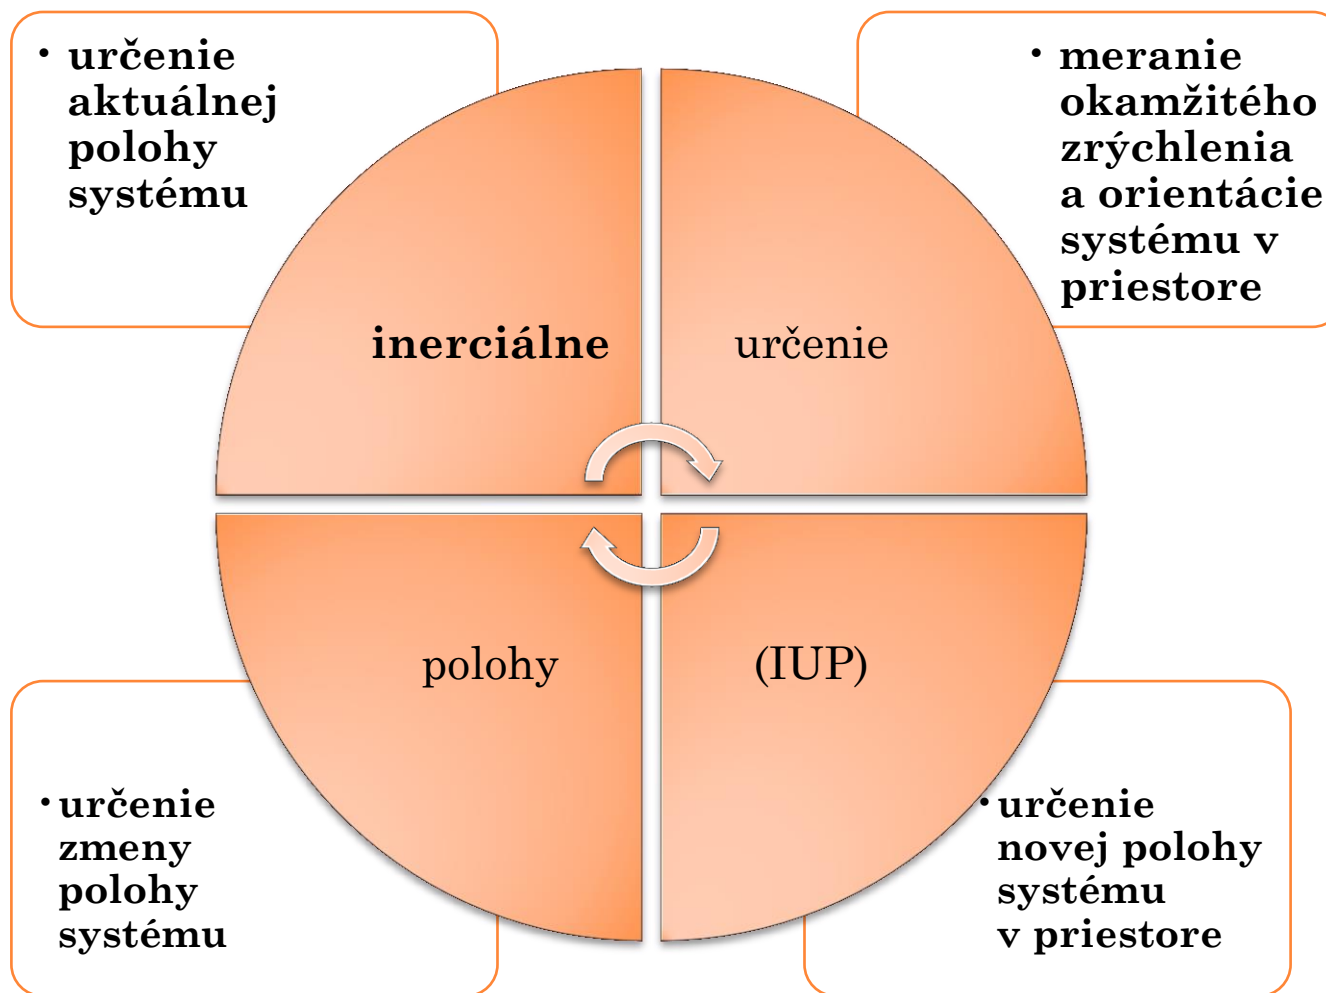 • určenie
aktuálnej
polohy
systému
• meranie
okamžitého
zrýchlenia
a orientácie
systému v
priestore
inerciálne
určenie
polohy
(IUP)
• určenie
zmeny
polohy
systému
• určenie
novej polohy
systému
v priestore